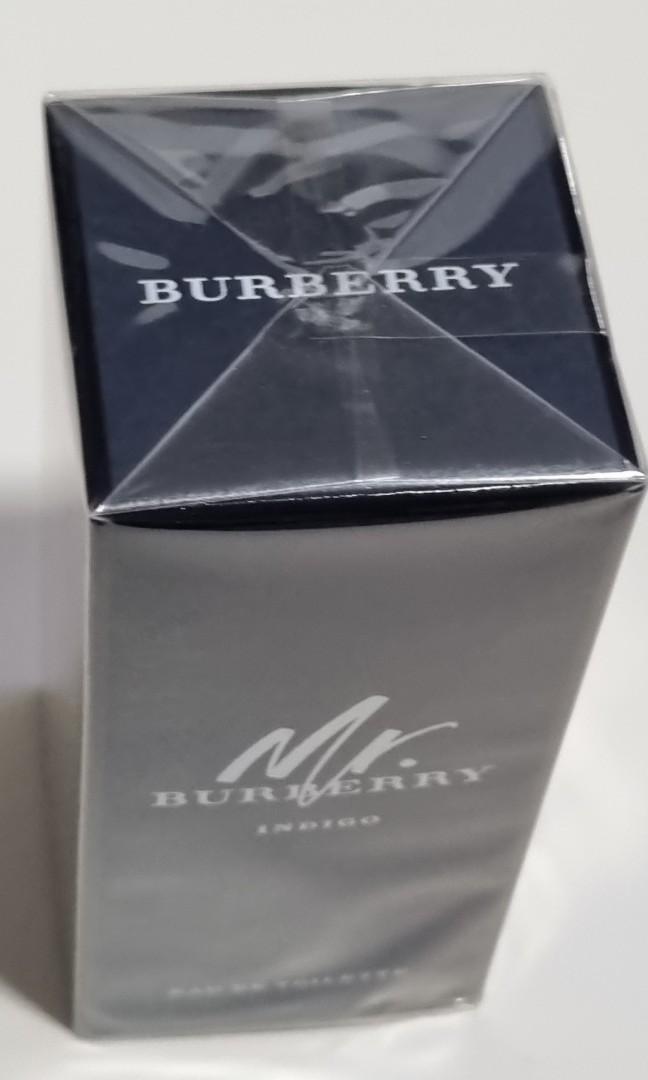 BURBERRY
Mr.
BURBERRY
INDIGO
EAU DE TOILETTE